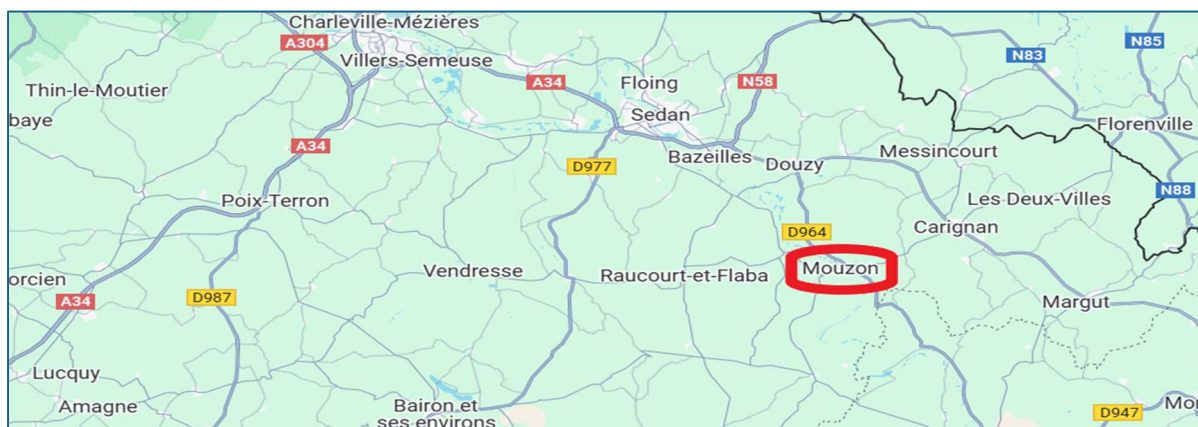 Charleville-Mézières
A304
N83
N85
Villers-Semeuse
Thin-le-Moutier
A34
Floing
N58
baye
Sedan
Florenville
A34
Bazeilles
Douzy
Messincourt
D977
N88
Poix-Terron
Les Deux-Villes
D964
Carignan
orcien
Vendresse
Raucourt-et-Flaba
Mouzon
A34
D987
Margut
Lucquy
Amagne
Bairon et
ses environs
D947
Mo